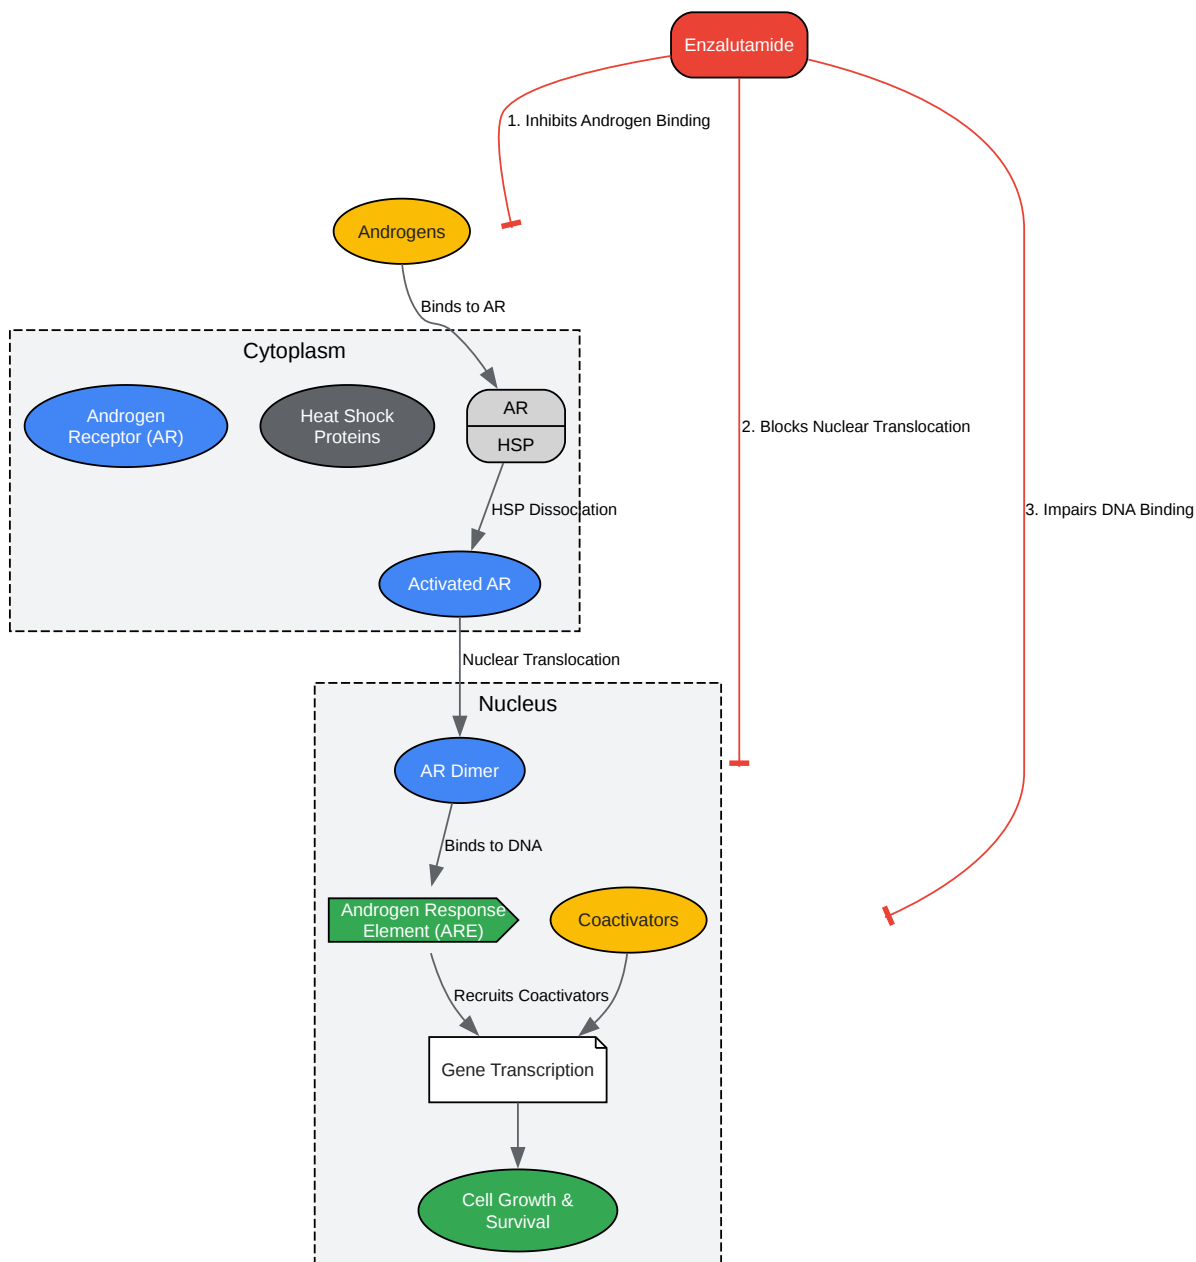 Enzalutamide
1. Inhibits Androgen Binding
Androgens
Binds to AR
Cytoplasm
Androgen
Receptor (AR)
Heat Shock
Proteins
AR
HSP
2. Blocks Nuclear Translocation
HSP Dissociation
3. Impairs DNA Binding
Activated AR
Nuclear Translocation
Nucleus
AR Dimer
Binds to DNA
Androgen Response
Element (ARE)
Coactivators
Recruits Coactivators
Gene Transcription
Cell Growth &
Survival